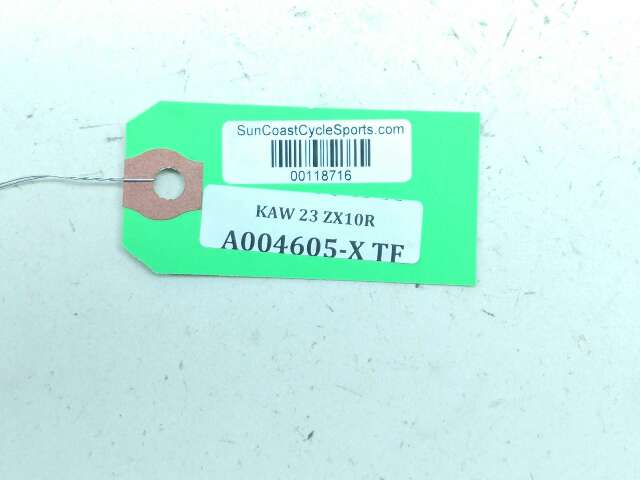 SunCoastCycleSports.com
00118716
KAW 23 ZX10R
A004605-X TF